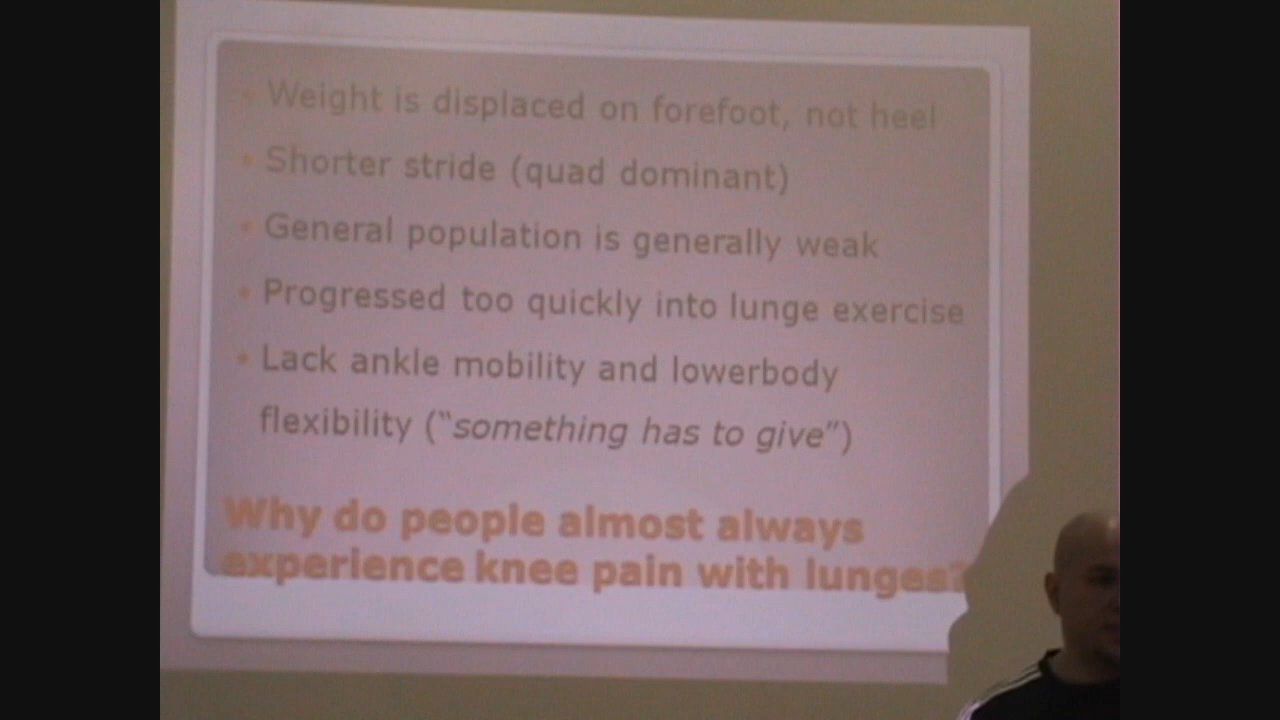 • Weight is displaced on forefoot, not heel
• Shorter stride (quad dominant)
• General population is generally weak
• Progressed too quickly into lunge exercise
• Lack ankle mobility and lowerbody
flexibility (“something has to give”)
Why do people almost always
experience knee pain with lunges?